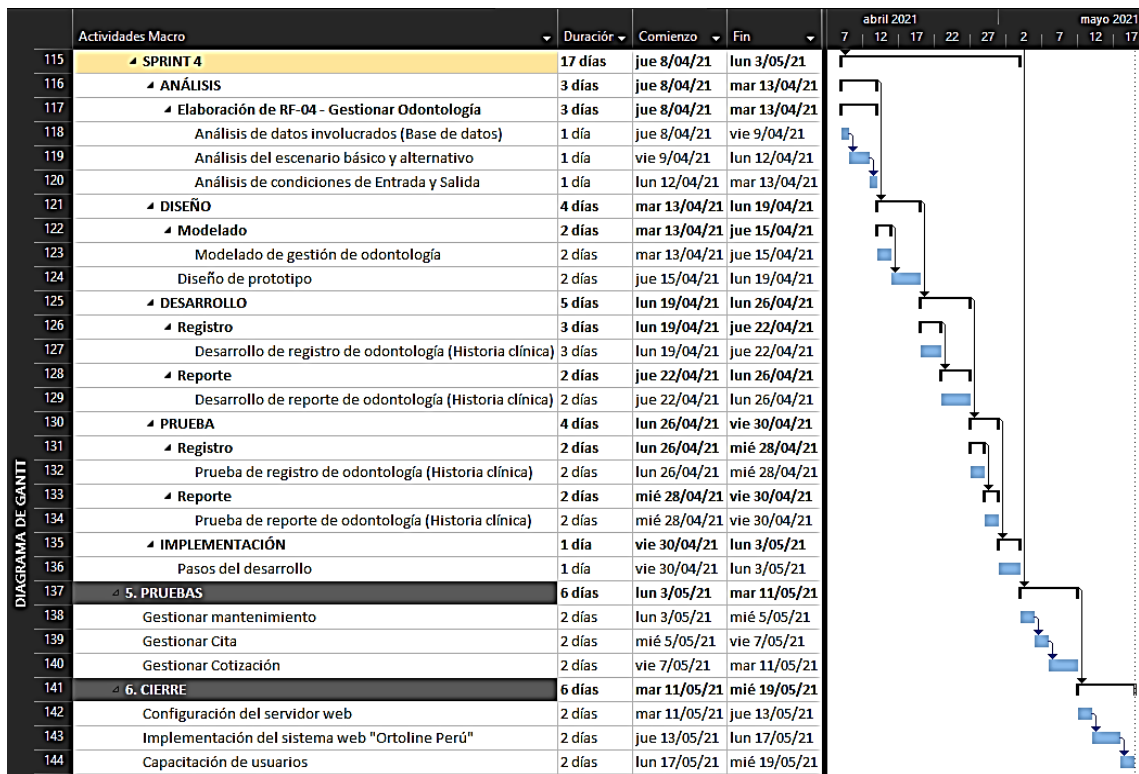 abril 2021 mayo 2021
Actividades Macro Duración Comienzo Fin 7 12 17 22 27 2 7 12 17
115 SPRINT 4 17 días jue 8/04/21 lun 3/05/21
116 ANÁLISIS 3 días jue 8/04/21 mar 13/04/21
117 Elaboración de RF-04 - Gestionar Odontología 3 días jue 8/04/21 mar 13/04/21
118 Análisis de datos involucrados (Base de datos) 1 día jue 8/04/21 vie 9/04/21
119 Análisis del escenario básico y alternativo 1 día vie 9/04/21 lun 12/04/21
120 Análisis de condiciones de Entrada y Salida 1 día lun 12/04/21 mar 13/04/21
121 DISEÑO 4 días mar 13/04/21 lun 19/04/21
122 Modelado 2 días mar 13/04/21 jue 15/04/21
123 Modelado de gestión de odontología 2 días mar 13/04/21 jue 15/04/21
124 Diseño de prototipo 2 días jue 15/04/21 lun 19/04/21
125 DESARROLLO 5 días lun 19/04/21 lun 26/04/21
126 Registro 3 días lun 19/04/21 jue 22/04/21
127 Desarrollo de registro de odontología (Historia clínica) 3 días lun 19/04/21 jue 22/04/21
128 Reporte 2 días jue 22/04/21 lun 26/04/21
129 Desarrollo de reporte de odontología (Historia clínica) 2 días jue 22/04/21 lun 26/04/21
130 PRUEBA 4 días lun 26/04/21 vie 30/04/21
131 Registro 2 días lun 26/04/21 mié 28/04/21
132 Prueba de registro de odontología (Historia clínica) 2 días lun 26/04/21 mié 28/04/21
133 Reporte 2 días mié 28/04/21 vie 30/04/21
134 Prueba de reporte de odontología (Historia clínica) 2 días mié 28/04/21 vie 30/04/21
135 IMPLEMENTACIÓN 1 día vie 30/04/21 lun 3/05/21
136 Pasos del desarrollo 1 día vie 30/04/21 lun 3/05/21
137 5. PRUEBAS 6 días lun 3/05/21 mar 11/05/21
138 Gestionar mantenimiento 2 días lun 3/05/21 mié 5/05/21
139 Gestionar Cita 2 días mié 5/05/21 vie 7/05/21
140 Gestionar Cotización 2 días vie 7/05/21 mar 11/05/21
141 6. CIERRE 6 días mar 11/05/21 mié 19/05/21
142 Configuración del servidor web 2 días mar 11/05/21 jue 13/05/21
143 Implementación del sistema web "Ortoline Perú" 2 días jue 13/05/21 lun 17/05/21
144 Capacitación de usuarios 2 días lun 17/05/21 mié 19/05/21
DIAGRAMA DE GANTT